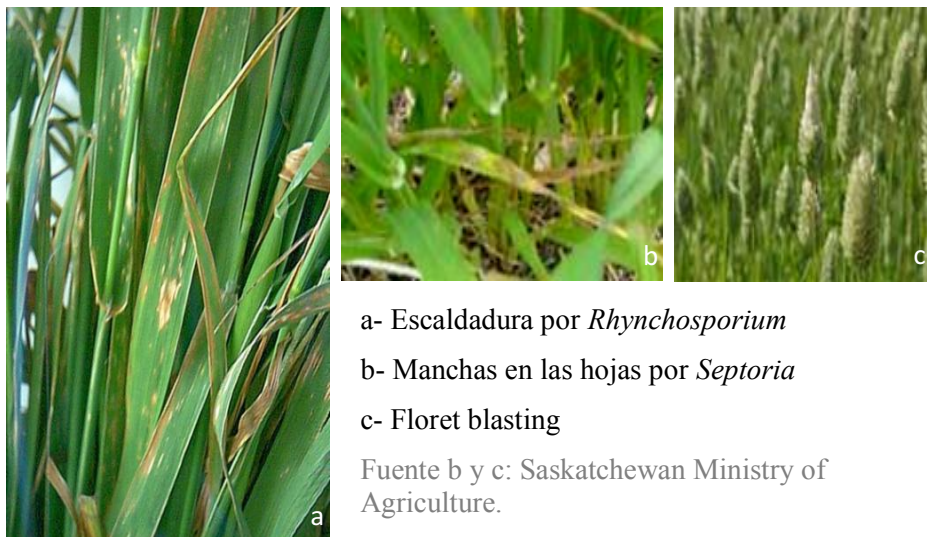 a
b
c
a- Escaldadura por Rhynchosporium
b- Manchas en las hojas por Septoria
c- Floret blasting
Fuente b y c: Saskatchewan Ministry of
Agriculture.